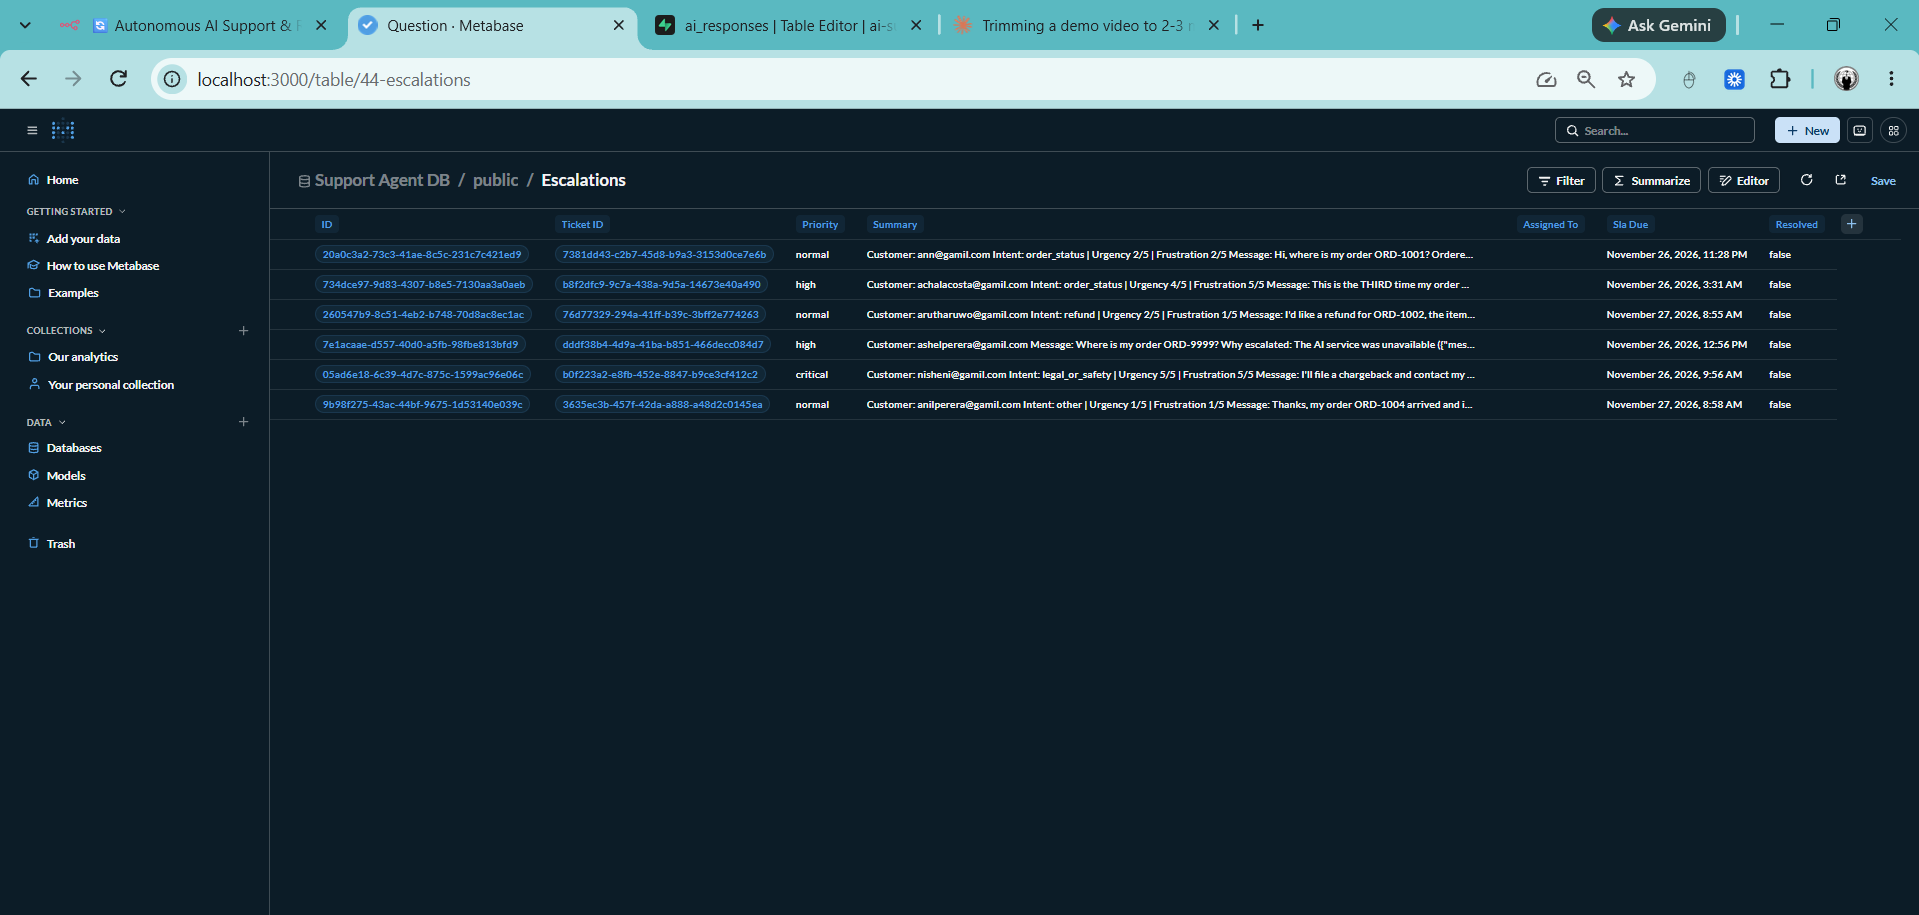 Autonomous AI Support &
Question · Metabase
ai_responses | Table Editor | ai-s
Trimming a demo video to 2-3
Ask Gemini
localhost:3000/table/44-escalations
Search...
+ New
Home
GETTING STARTED
Add your data
How to use Metabase
Examples
COLLECTIONS
Our analytics
Your personal collection
DATA
Databases
Models
Metrics
Trash
Support Agent DB / public / Escalations
Filter
Summarize
Editor
Save
ID Ticket ID Priority Summary Assigned To Sla Due Resolved
20a0c3a2-73c3-41ae-8c5c-231c7c421ed9 7381dd43-c2b7-45d8-b9a3-3153d0ce7e6b normal Customer: ann@gamil.com Intent: order_status | Urgency 2/5 | Frustration 2/5 Message: Hi, where is my order ORD-1001? Ordere... November 26, 2026, 11:28 PM false
734dce97-9d83-4307-b8e5-7130aa3a0aeb b8f2dfc9-9c7a-438a-9d5a-14673e40a490 high Customer: achalacosta@gamil.com Intent: order_status | Urgency 4/5 | Frustration 5/5 Message: This is the THIRD time my order ... November 26, 2026, 3:31 AM false
260547b9-8c51-4eb2-b748-70d8ac8ec1ac 76d77329-294a-41ff-b39c-3bff2e774263 normal Customer: arutharuwo@gamil.com Intent: refund | Urgency 2/5 | Frustration 1/5 Message: I'd like a refund for ORD-1002, the item... November 27, 2026, 8:55 AM false
7e1acaae-d557-40d0-a5fb-98fbe813bfd9 dddf38b4-4d9a-41ba-b851-466decc084d7 high Customer: ashelperera@gamil.com Message: Where is my order ORD-9999? Why escalated: The AI service was unavailable (["mes... November 26, 2026, 12:56 PM false
05ad6e18-6c39-4d7c-875c-1599ac96e06c b0f223a2-e8fb-452e-8847-b9ce3cf412c2 critical Customer: nisheni@gamil.com Intent: legal_or_safety | Urgency 5/5 | Frustration 5/5 Message: I'll file a chargeback and contact my ... November 26, 2026, 9:56 AM false
9b98f275-43ac-44bf-9675-1d53140e039c 3635ec3b-457f-42da-a888-a48d2c0145ea normal Customer: anilperera@gamil.com Intent: other | Urgency 1/5 | Frustration 1/5 Message: Thanks, my order ORD-1004 arrived and i... November 27, 2026, 8:58 AM false